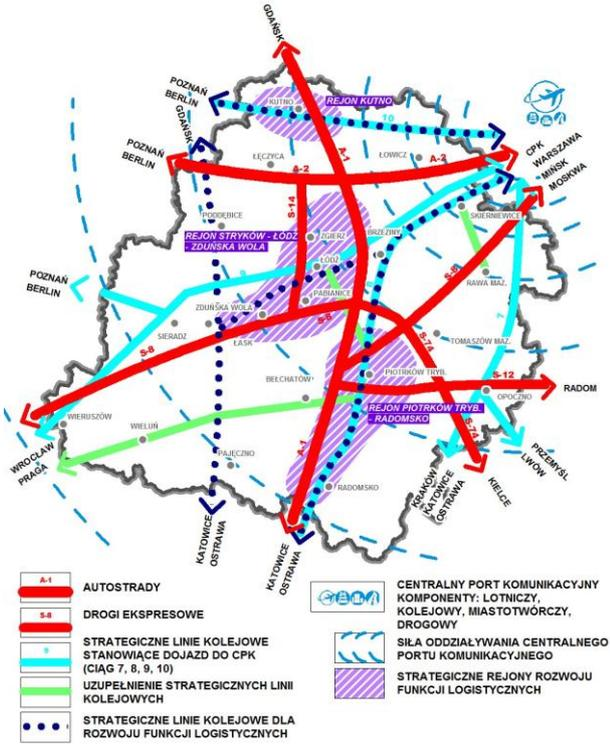 GDAŃSK
POZNAŃ
BERLIN
GDAŃSK
KUTNO
REJON KUTNO
10
CPK
WARSZAWA
MIŃSK
MOSKWA
POZNAŃ
BERLIN
ŁĘCZYCA
A-1
ŁOWICZ
A-2
A-2
S-14
PODDĘBICE
SKIERNIEWICE
REJON STRYKÓW - ŁÓDŹ
- ZDUŃSKA WOLA
ZGIERZ
BRZEZINY
ŁÓDŹ
9
S-8
RAWA MAZ.
POZNAŃ
BERLIN
PABIANICE
8
ZDUŃSKA WOLA
7
SIERADZ
ŁASK
S-8
S-74
TOMASZÓW MAZ.
S-8
BEŁCHATÓW
PIOTRKÓW TRYB.
S-12
RADOM
OPOCZNO
REJON PIOTRKÓW TRYB.
- RADOMSKO
WIERUSZÓW
WIELUŃ
S-74
WROCŁAW
PRAGA
PAJĘCZNO
A-1
RADOMSKO
KRAKÓW
KATOWICE
OSTRAWA
KIELCE
PRZEMYŚL
LWÓW
KATOWICE
OSTRAWA
KATOWICE
OSTRAWA
A-1
AUTOSTRADY
S-8
DROGI EKSPRESOWE
9
STRATEGICZNE LINIE KOLEJOWE
STANOWIĄCE DOJAZD DO CPK
(CIĄG 7, 8, 9, 10)
UZUPEŁNIENIE STRATEGICZNYCH LINII
KOLEJOWYCH
STRATEGICZNE LINIE KOLEJOWE DLA
ROZWOJU FUNKCJI LOGISTYCZNYCH
CENTRALNY PORT KOMUNIKACYJNY
KOMPONENTY: LOTNICZY,
KOLEJOWY, MIASTOTWÓRCZY,
DROGOWY
SIŁA ODDZIAŁYWANIA CENTRALNEGO
PORTU KOMUNIKACYJNEGO
STRATEGICZNE REJONY ROZWOJU
FUNKCJI LOGISTYCZNYCH